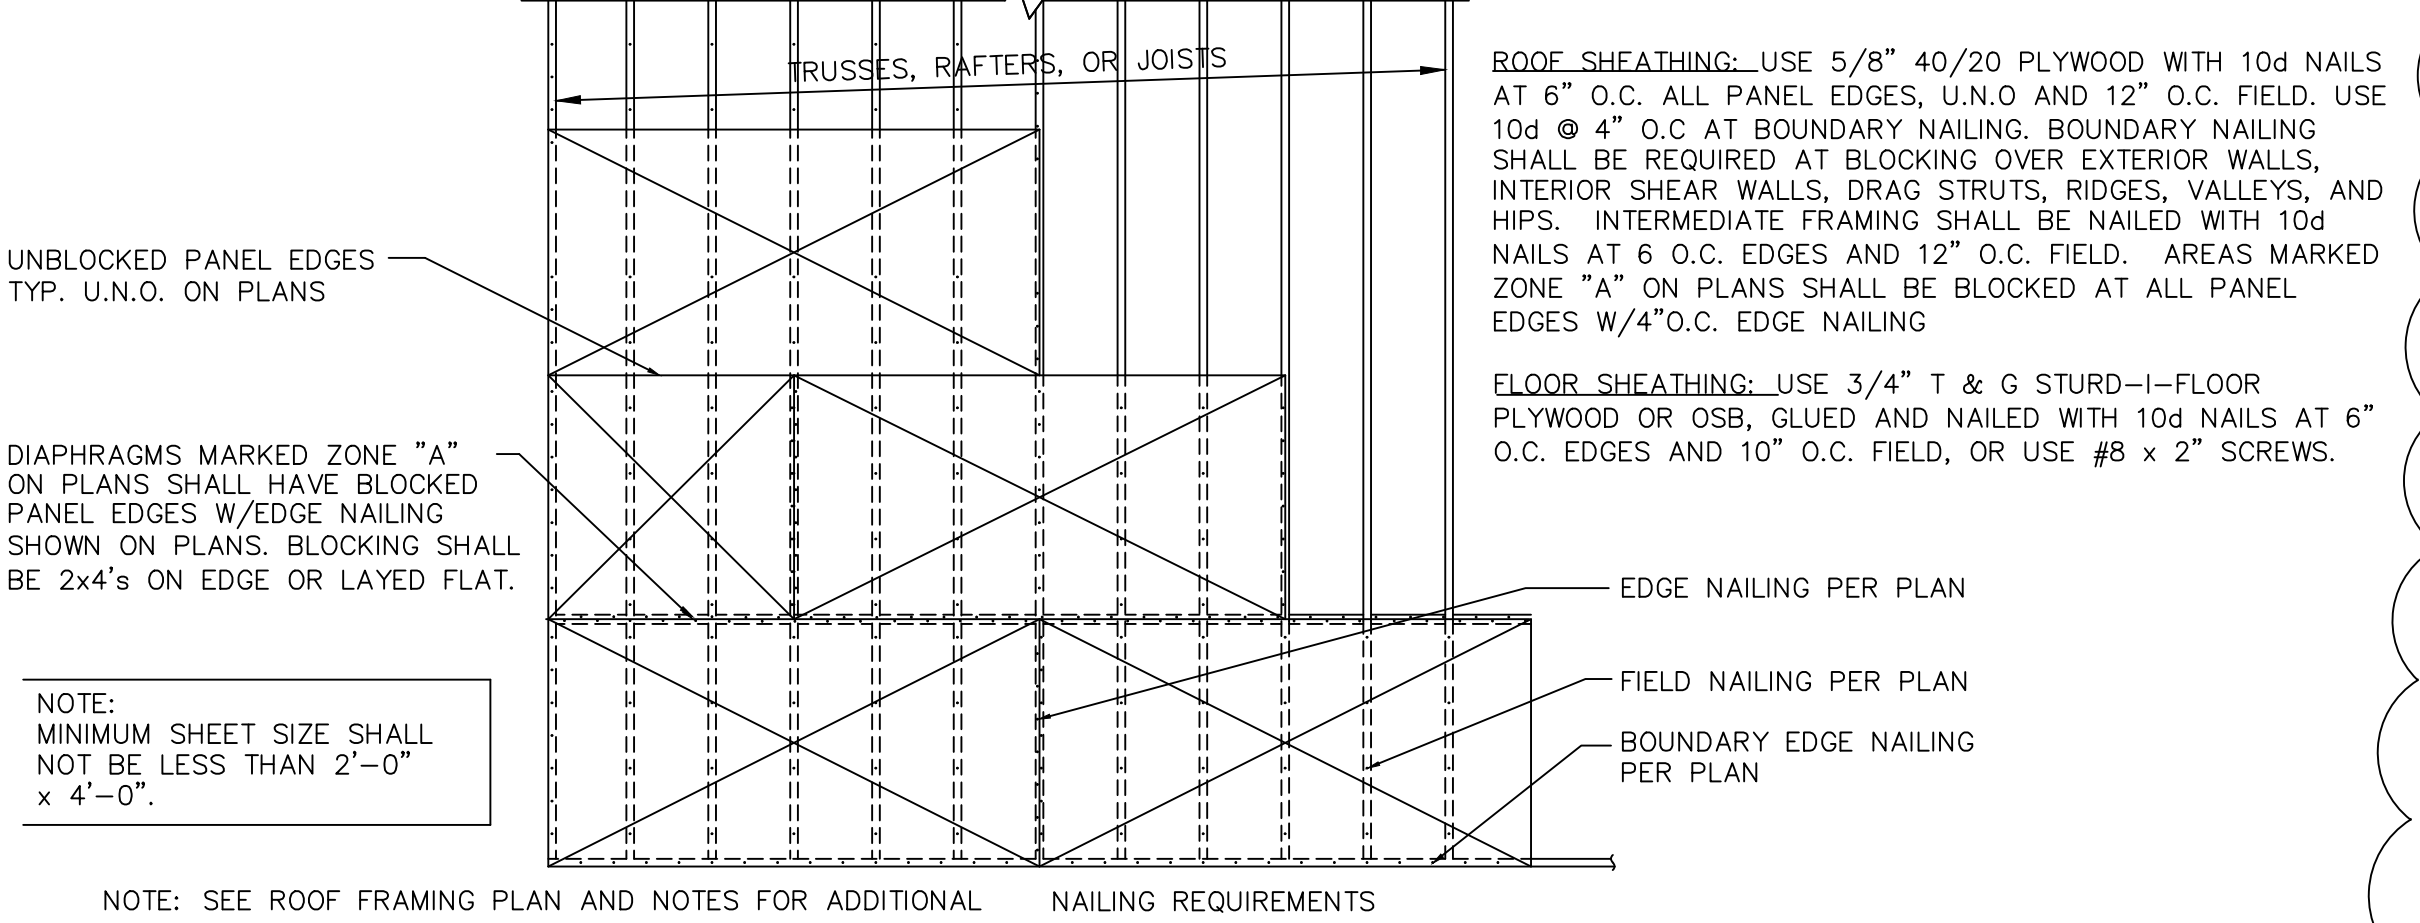 TRUSSES, RAFTERS, OR JOISTS
ROOF SHEATHING: USE 5/8" 40/20 PLYWOOD WITH 10d NAILS
AT 6" O.C. ALL PANEL EDGES, U.N.O AND 12" O.C. FIELD. USE
10d @ 4" O.C AT BOUNDARY NAILING. BOUNDARY NAILING
SHALL BE REQUIRED AT BLOCKING OVER EXTERIOR WALLS,
INTERIOR SHEAR WALLS, DRAG STRUTS, RIDGES, VALLEYS, AND
HIPS. INTERMEDIATE FRAMING SHALL BE NAILED WITH 10d
NAILS AT 6 O.C. EDGES AND 12" O.C. FIELD. AREAS MARKED
ZONE "A" ON PLANS SHALL BE BLOCKED AT ALL PANEL
EDGES W/4"O.C. EDGE NAILING
FLOOR SHEATHING: USE 3/4" T & G STURD-I-FLOOR
PLYWOOD OR OSB, GLUED AND NAILED WITH 10d NAILS AT 6"
O.C. EDGES AND 10" O.C. FIELD, OR USE #8 x 2" SCREWS.
UNBLOCKED PANEL EDGES
TYP. U.N.O. ON PLANS
DIAPHRAGMS MARKED ZONE "A"
ON PLANS SHALL HAVE BLOCKED
PANEL EDGES W/EDGE NAILING
SHOWN ON PLANS. BLOCKING SHALL
BE 2x4's ON EDGE OR LAYED FLAT.
EDGE NAILING PER PLAN
FIELD NAILING PER PLAN
BOUNDARY EDGE NAILING
PER PLAN
NOTE:
MINIMUM SHEET SIZE SHALL
NOT BE LESS THAN 2'-0"
x 4'-0".
NOTE: SEE ROOF FRAMING PLAN AND NOTES FOR ADDITIONAL NAILING REQUIREMENTS